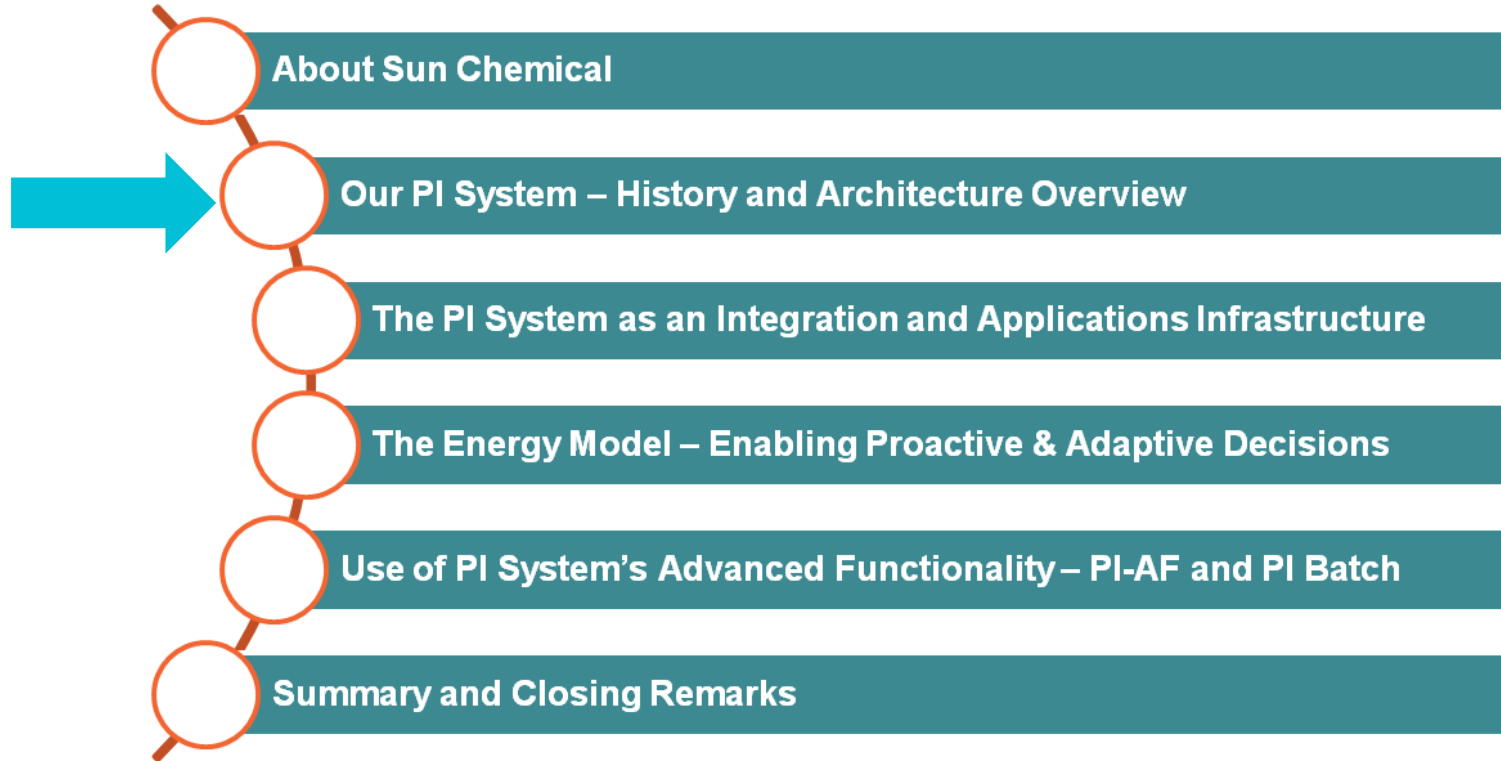 About Sun Chemical
Our PI System – History and Architecture Overview
The PI System as an Integration and Applications Infrastructure
The Energy Model – Enabling Proactive & Adaptive Decisions
Use of PI System’s Advanced Functionality – PI-AF and PI Batch
Summary and Closing Remarks